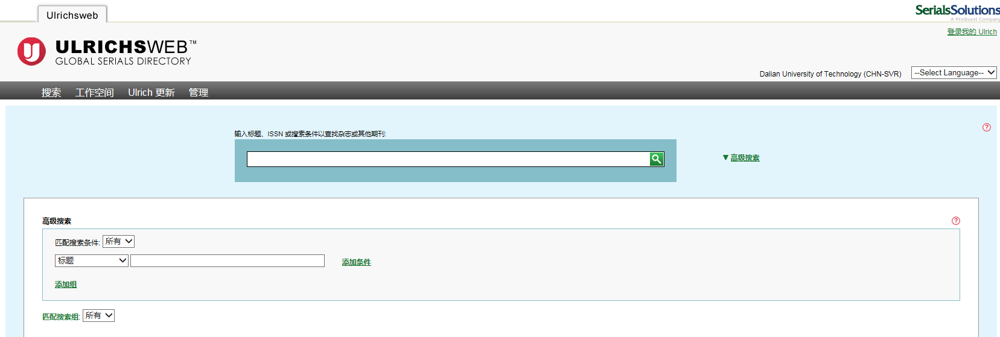 Ulrichsweb
SerialsSolutions
A ProQuest Company
登录我的 Ulrich
ULRICHSWEB™
GLOBAL SERIALS DIRECTORY
Dalian University of Technology (CHN-SVR) --Select Language--
搜索 工作空间 Ulrich 更新 管理
输入标题、ISSN 或搜索条件以查找杂志或其他期刊:
?
▼高级搜索
高级搜索
?
匹配搜索条件: 所有
标题 添加条件
添加组
匹配搜索组: 所有